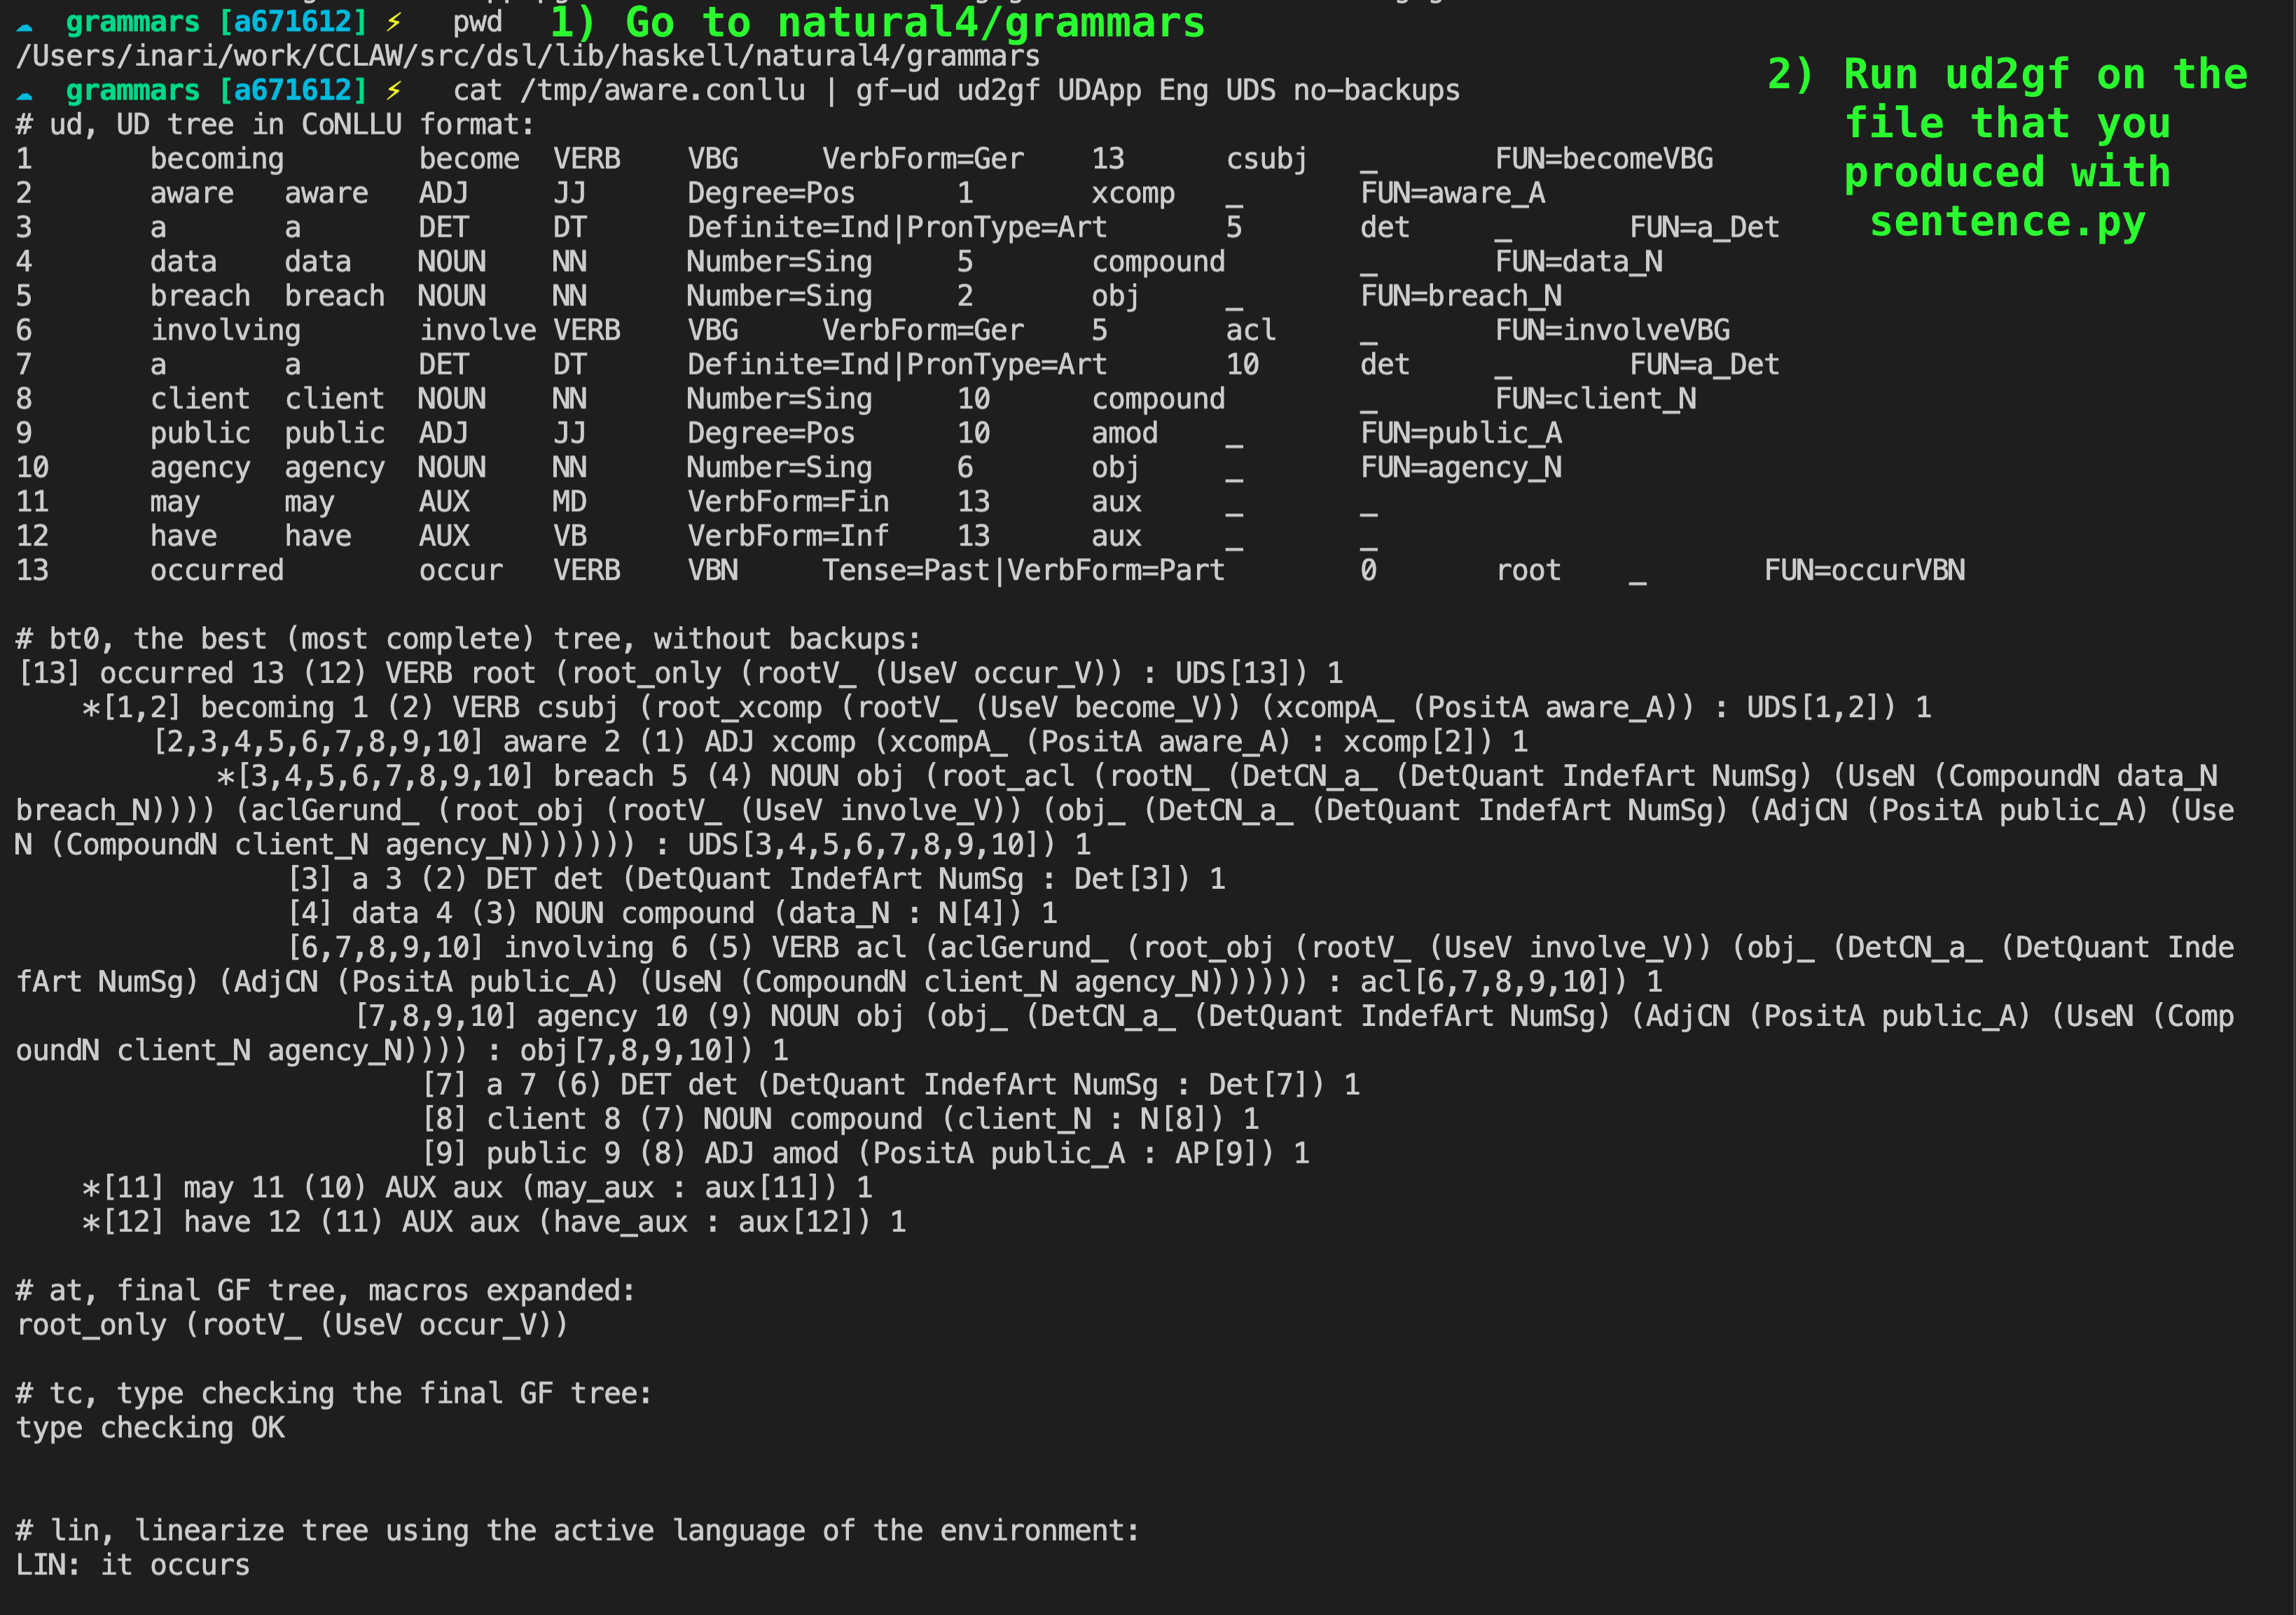 ☁ grammars [a671612] ⚡ pwd 1) Go to natural4/grammars
/Users/inari/work/CCLAW/src/dsl/lib/haskell/natural4/grammars
2) Run ud2gf on the
file that you
produced with
sentence.py
☁ grammars [a671612] ⚡ cat /tmp/aware.conllu | gf-ud ud2gf UDApp Eng UDS no-backups
# ud, UD tree in CoNLLU format:
1 becoming become VERB VBG VerbForm=Ger 13 csubj _ FUN=becomeVBG
2 aware aware ADJ JJ Degree=Pos 1 xcomp _ FUN=aware_A
3 a a DET DT Definite=Ind|PronType=Art 5 det _ FUN=a_Det
4 data data NOUN NN Number=Sing 5 compound _ FUN=data_N
5 breach breach NOUN NN Number=Sing 2 obj _ FUN=breach_N
6 involving involve VERB VBG VerbForm=Ger 5 acl _ FUN=involveVBG
7 a a DET DT Definite=Ind|PronType=Art 10 det _ FUN=a_Det
8 client client NOUN NN Number=Sing 10 compound _ FUN=client_N
9 public public ADJ JJ Degree=Pos 10 amod _ FUN=public_A
10 agency agency NOUN NN Number=Sing 6 obj _ FUN=agency_N
11 may may AUX MD VerbForm=Fin 13 aux _ _
12 have have AUX VB VerbForm=Inf 13 aux _ _
13 occurred occur VERB VBN Tense=Past|VerbForm=Part 0 root _ FUN=occurVBN
# bt0, the best (most complete) tree, without backups:
[13] occurred 13 (12) VERB root (root_only (rootV_ (UseV occur_V)) : UDS[13]) 1
*[1,2] becoming 1 (2) VERB csubj (root_xcomp (rootV_ (UseV become_V)) (xcompA_ (PositA aware_A)) : UDS[1,2]) 1
[2,3,4,5,6,7,8,9,10] aware 2 (1) ADJ xcomp (xcompA_ (PositA aware_A) : xcomp[2]) 1
*[3,4,5,6,7,8,9,10] breach 5 (4) NOUN obj (root_acl (rootN_ (DetCN_a_ (DetQuant IndefArt NumSg) (UseN (CompoundN data_N
breach_N)))) (aclGerund_ (root_obj (rootV_ (UseV involve_V)) (obj_ (DetCN_a_ (DetQuant IndefArt NumSg) (AdjCN (PositA public_A) (Use
N (CompoundN client_N agency_N))))))) : UDS[3,4,5,6,7,8,9,10]) 1
[3] a 3 (2) DET det (DetQuant IndefArt NumSg : Det[3]) 1
[4] data 4 (3) NOUN compound (data_N : N[4]) 1
[6,7,8,9,10] involving 6 (5) VERB acl (aclGerund_ (root_obj (rootV_ (UseV involve_V)) (obj_ (DetCN_a_ (DetQuant Inde
fArt NumSg) (AdjCN (PositA public_A) (UseN (CompoundN client_N agency_N)))))) : acl[6,7,8,9,10]) 1
[7,8,9,10] agency 10 (9) NOUN obj (obj_ (DetCN_a_ (DetQuant IndefArt NumSg) (AdjCN (PositA public_A) (UseN (Comp
oundN client_N agency_N)))) : obj[7,8,9,10]) 1
[7] a 7 (6) DET det (DetQuant IndefArt NumSg : Det[7]) 1
[8] client 8 (7) NOUN compound (client_N : N[8]) 1
[9] public 9 (8) ADJ amod (PositA public_A : AP[9]) 1
*[11] may 11 (10) AUX aux (may_aux : aux[11]) 1
*[12] have 12 (11) AUX aux (have_aux : aux[12]) 1
# at, final GF tree, macros expanded:
root_only (rootV_ (UseV occur_V))
# tc, type checking the final GF tree:
type checking OK
# lin, linearize tree using the active language of the environment:
LIN: it occurs